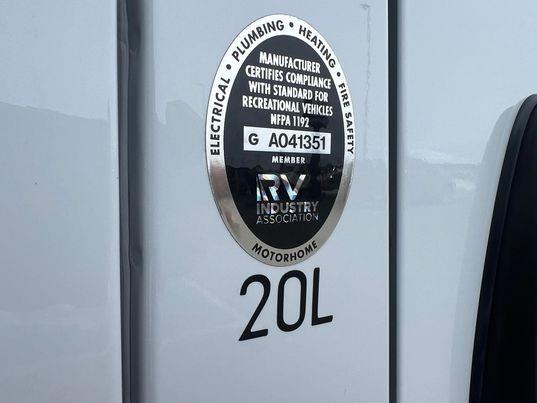 ELECTRICAL • PLUMBING • HEATING • FIRE SAFETY
MANUFACTURER
CERTIFIES COMPLIANCE
WITH STANDARD FOR
RECREATIONAL VEHICLES
NFPA 1192
G A041351
MEMBER
RV
INDUSTRY
ASSOCIATION
MOTORHOME
20L